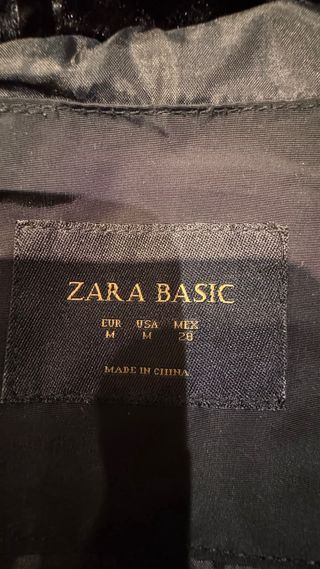 ZARA BASIC
EUR USA MEX
M M 28
MADE IN CHINA